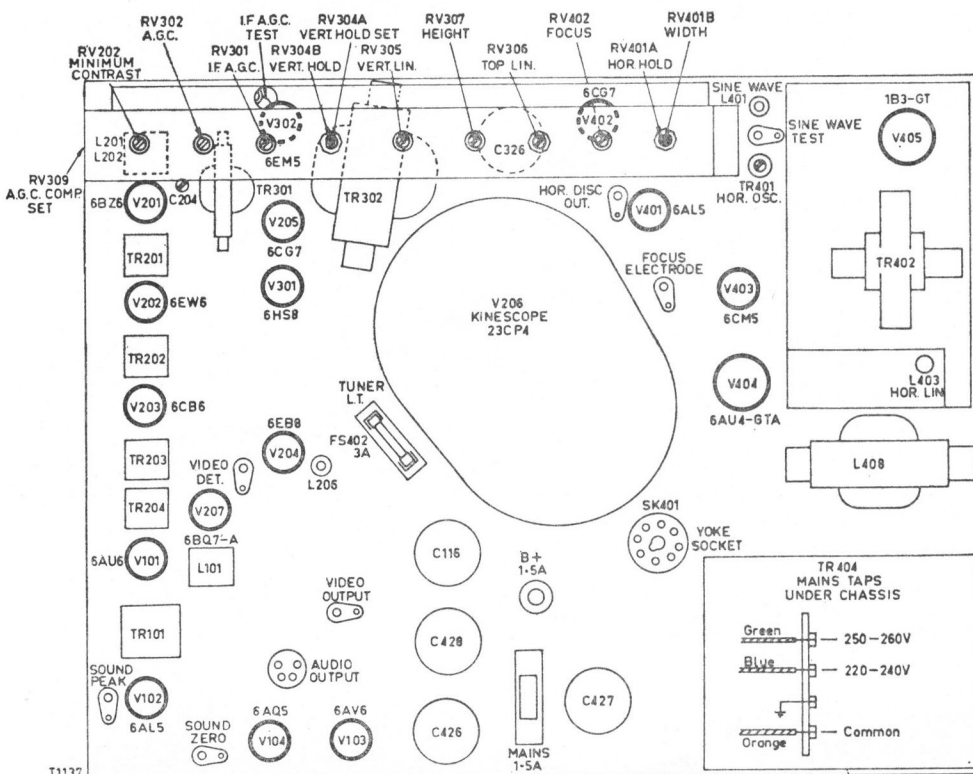 RV202
MINIMUM
CONTRAST
RV302
A.G.C.
RV301
I.F. A.G.C.
I.F. A.G.C.
TEST
RV304B
VERT. HOLD
RV304A
VERT. HOLD SET
RV305
VERT. LIN.
RV307
HEIGHT
RV306
TOP LIN.
RV402
FOCUS
RV401A
HOR. HOLD
RV401B
WIDTH
SINE WAVE
L401
SINE WAVE
TEST
1B3-GT
V405
L201
L202
V302
6EM5
C326
6CG7
V402
TR401
HOR. OSC.
RV309
A.G.C. COMP.
SET
C204
6BZ6
V201
TR301
TR302
V205
6CG7
HOR. DISC
OUT.
V401
6AL5
TR201
V301
6HS8
FOCUS
ELECTRODE
V403
6CM5
TR402
V202
6EW6
V206
KINESCOPE
23CP4
TR202
V404
6AU4-GTA
L403
HOR. LIN
V203
6CB6
TUNER
L.T.
FS402
3A
6EB8
V204
L206
L408
TR203
VIDEO
DET.
TR204
V207
6BQ7-A
SK401
YOKE
SOCKET
6AU6
V101
L101
C116
B+
1·5A
TR404
MAINS TAPS
UNDER CHASSIS
Green
250-260V
Blue
220-240V
Orange
Common
VIDEO
OUTPUT
TR101
C428
AUDIO
OUTPUT
SOUND
PEAK
V102
6AL5
C427
SOUND
ZERO
6AQ5
V104
6AV6
V103
C426
MAINS
1·5A
T1137